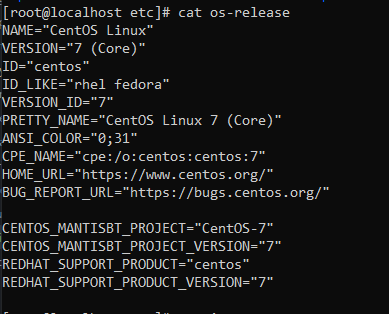 [root@localhost etc]# cat os-release
NAME="CentOS Linux"
VERSION="7 (Core)"
ID="centos"
ID_LIKE="rhel fedora"
VERSION_ID="7"
PRETTY_NAME="CentOS Linux 7 (Core)"
ANSI_COLOR="0;31"
CPE_NAME="cpe:/o:centos:centos:7"
HOME_URL="https://www.centos.org/"
BUG_REPORT_URL="https://bugs.centos.org/"
CENTOS_MANTISBT_PROJECT="CentOS-7"
CENTOS_MANTISBT_PROJECT_VERSION="7"
REDHAT_SUPPORT_PRODUCT="centos"
REDHAT_SUPPORT_PRODUCT_VERSION="7"